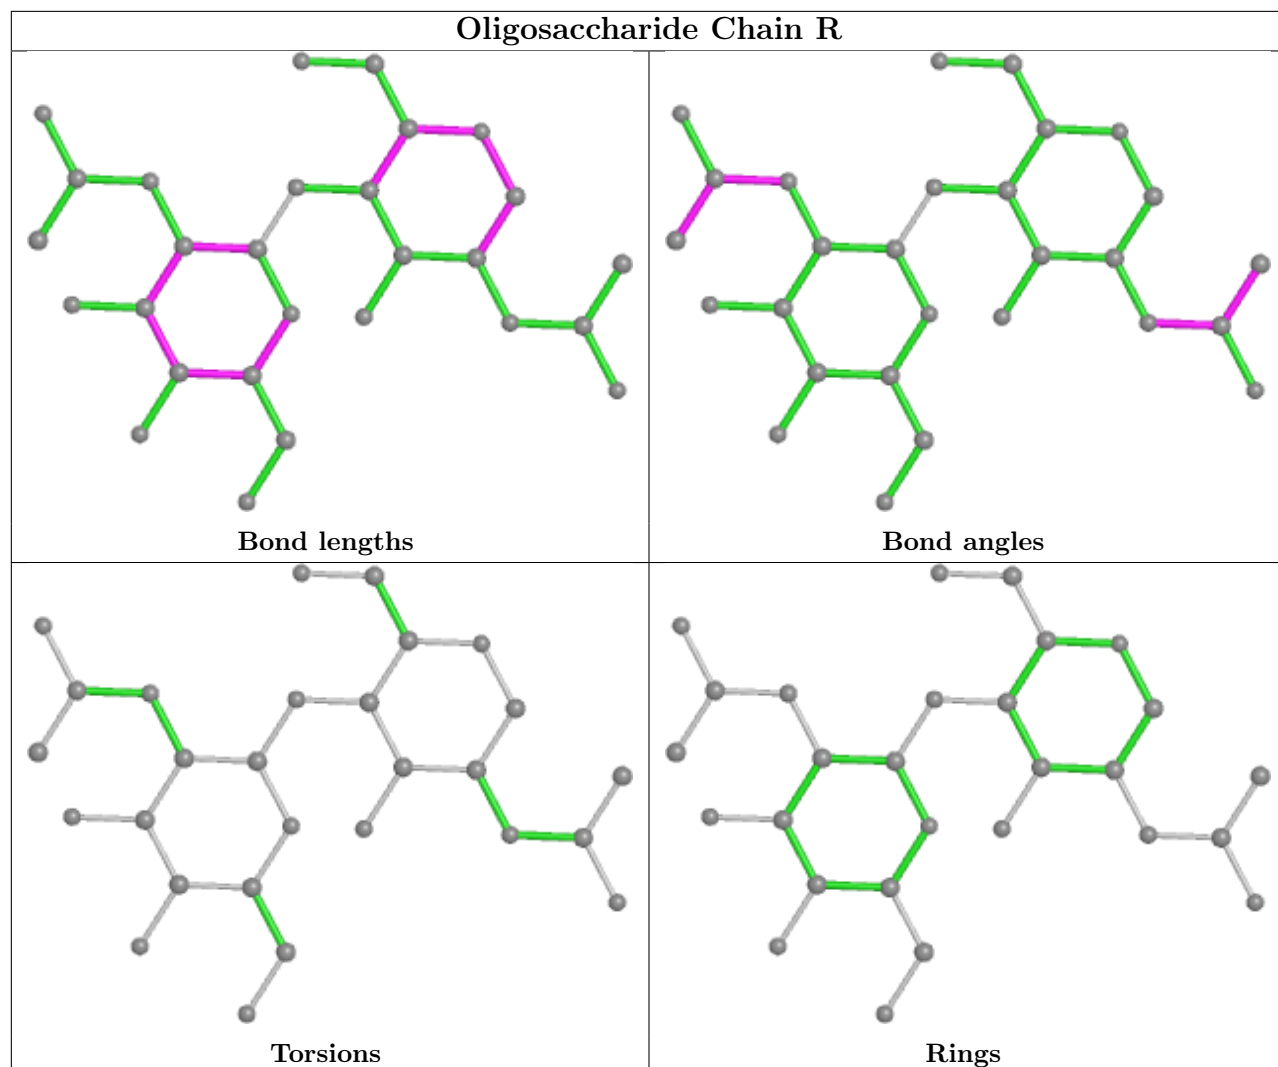 Oligosaccharide Chain R
Bond lengths
Bond angles
Torsions
Rings